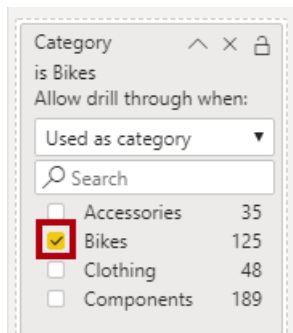 Category
is Bikes
Allow drill through when:
Used as category
Search
Accessories 35
Bikes 125
Clothing 48
Components 189